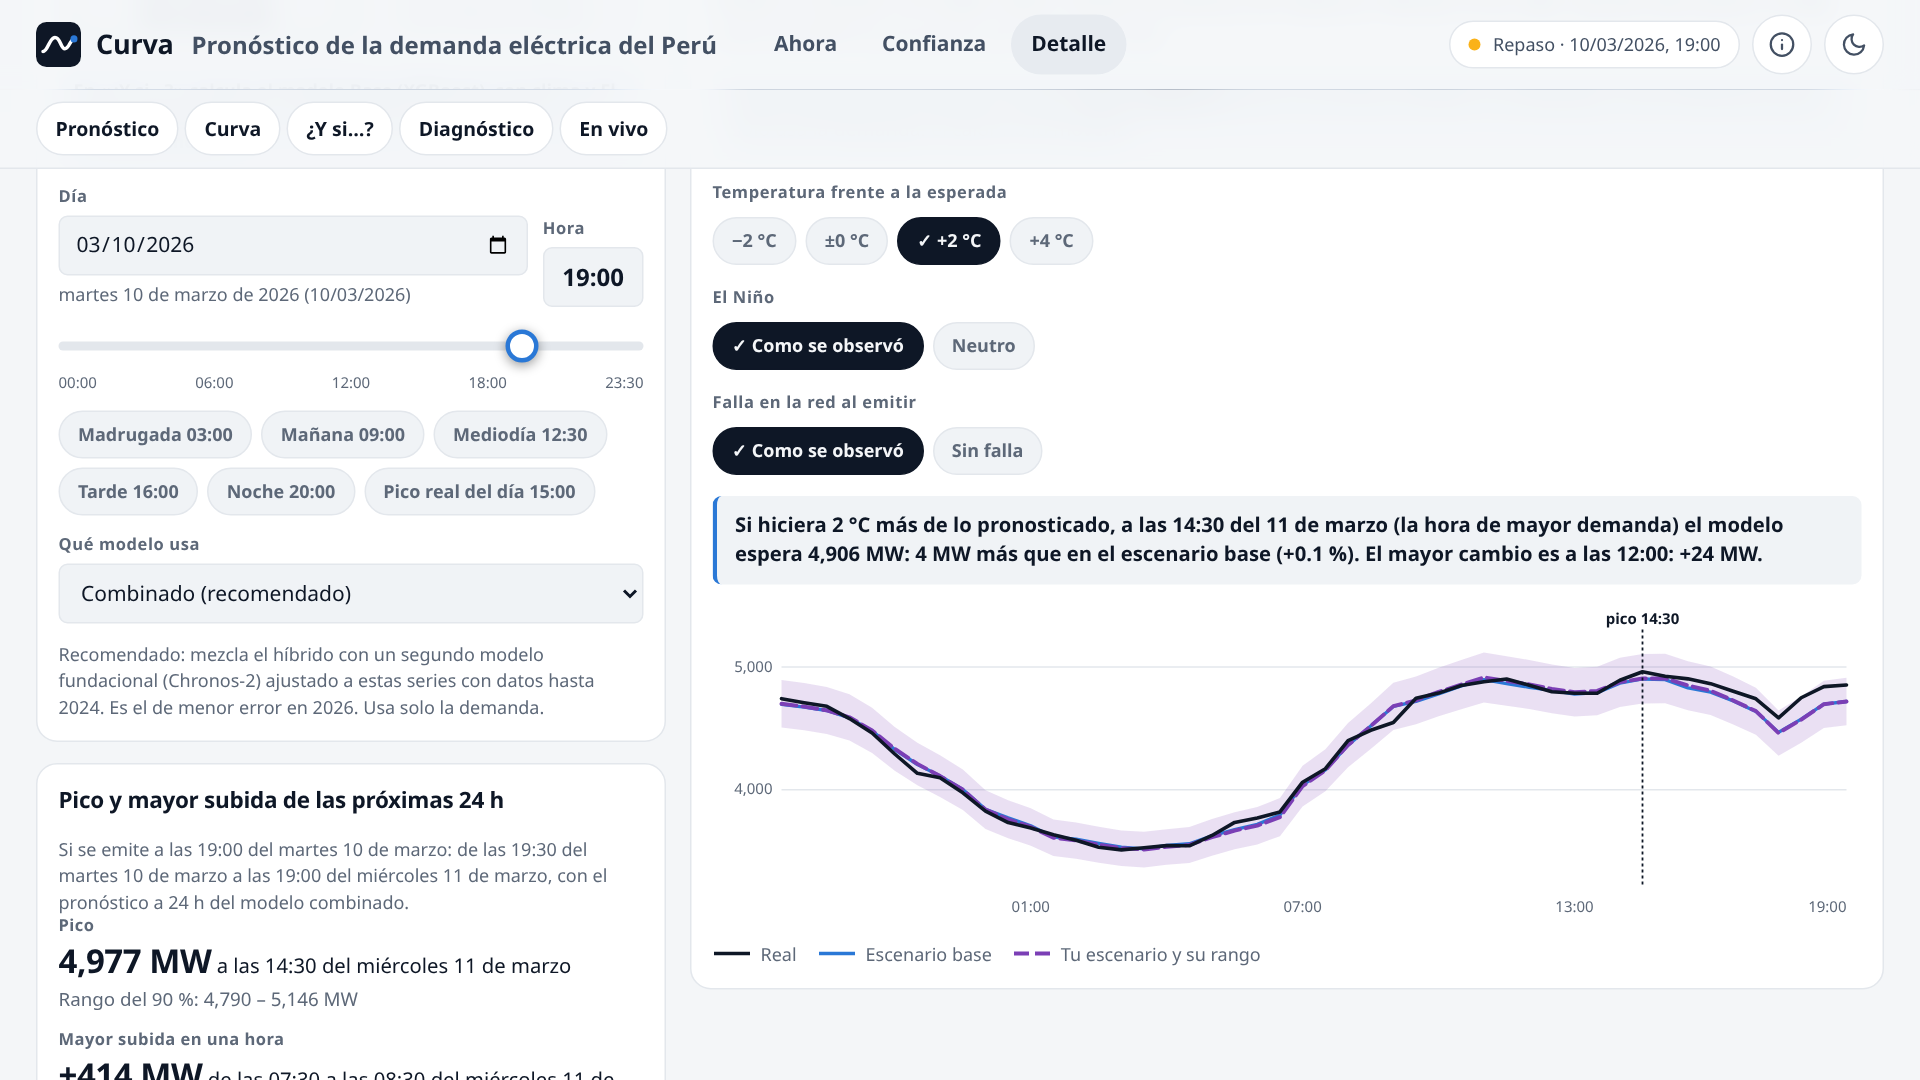 Curva
Pronóstico de la demanda eléctrica del Perú
Ahora
Confianza
Detalle
Repaso · 10/03/2026, 19:00
Pronóstico
Curva
¿Y si...?
Diagnóstico
En vivo
Día
03/10/2026
Hora
19:00
martes 10 de marzo de 2026 (10/03/2026)
00:00
06:00
12:00
18:00
23:30
Madrugada 03:00
Mañana 09:00
Mediodía 12:30
Tarde 16:00
Noche 20:00
Pico real del día 15:00
Qué modelo usa
Combinado (recomendado)
Recomendado: mezcla el híbrido con un segundo modelo
fundacional (Chronos-2) ajustado a estas series con datos hasta
2024. Es el de menor error en 2026. Usa solo la demanda.
Pico y mayor subida de las próximas 24 h
Si se emite a las 19:00 del martes 10 de marzo: de las 19:30 del
martes 10 de marzo a las 19:00 del miércoles 11 de marzo, con el
pronóstico a 24 h del modelo combinado.
Pico
4,977 MW a las 14:30 del miércoles 11 de marzo
Rango del 90 %: 4,790 – 5,146 MW
Mayor subida en una hora
+414 MW de las 07:30 a las 08:30 del miércoles 11 de
Temperatura frente a la esperada
−2 °C
±0 °C
✓ +2 °C
+4 °C
El Niño
✓ Como se observó
Neutro
Falla en la red al emitir
✓ Como se observó
Sin falla
Si hiciera 2 °C más de lo pronosticado, a las 14:30 del 11 de marzo (la hora de mayor demanda) el modelo
espera 4,906 MW: 4 MW más que en el escenario base (+0.1 %). El mayor cambio es a las 12:00: +24 MW.
pico 14:30
5,000
4,000
01:00
07:00
13:00
19:00
Real
Escenario base
Tu escenario y su rango